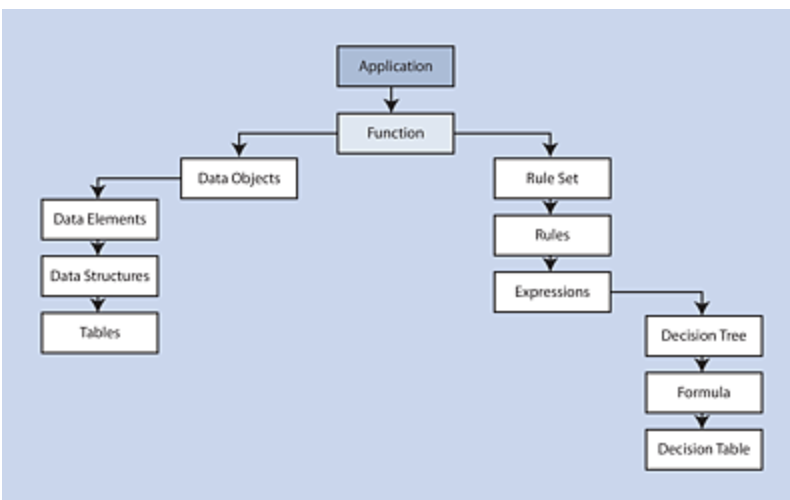 Application
Function
Data Objects
Rule Set
Data Elements
Rules
Data Structures
Expressions
Tables
Decision Tree
Formula
Decision Table